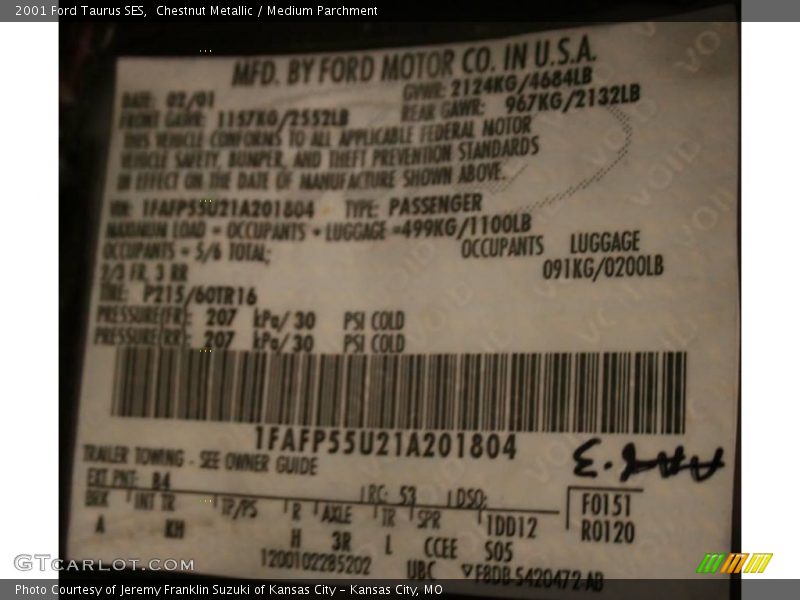 2001 Ford Taurus SES, Chestnut Metallic / Medium Parchment
MFD. BY FORD MOTOR CO. IN U.S.A.
DATE: 02/01 GVWR: 2124KG/4684LB
FRONT GAWR: 1157KG/2552LB REAR GAWR: 967KG/2132LB
THIS VEHICLE CONFORMS TO ALL APPLICABLE FEDERAL MOTOR
VEHICLE SAFETY, BUMPER, AND THEFT PREVENTION STANDARDS
IN EFFECT ON THE DATE OF MANUFACTURE SHOWN ABOVE.
VIN: 1FAFP55U21A201804 TYPE: PASSENGER
MAXIMUM LOAD = OCCUPANTS + LUGGAGE =499KG/1100LB
OCCUPANTS = 5/6 TOTAL; OCCUPANTS LUGGAGE
2/3 FR, 3 RR 091KG/0200LB
TIRE: P215/60TR16
PRESSURE(FR): 207 kPa/ 30 PSI COLD
PRESSURE(RR): 207 kPa/ 30 PSI COLD
1FAFP55U21A201804
TRAILER TOWING - SEE OWNER GUIDE
EXT PNT: B4 RC: 53 DSO: F0151
BRK INT TR TP/PS R AXLE TR SPR 1DD12 R0120
A KH H 3R L CCEE S05
1200102285202 UBC ▽F8DB-5420472-AB
GTCARLOT.COM
Photo Courtesy of Jeremy Franklin Suzuki of Kansas City – Kansas City, MO